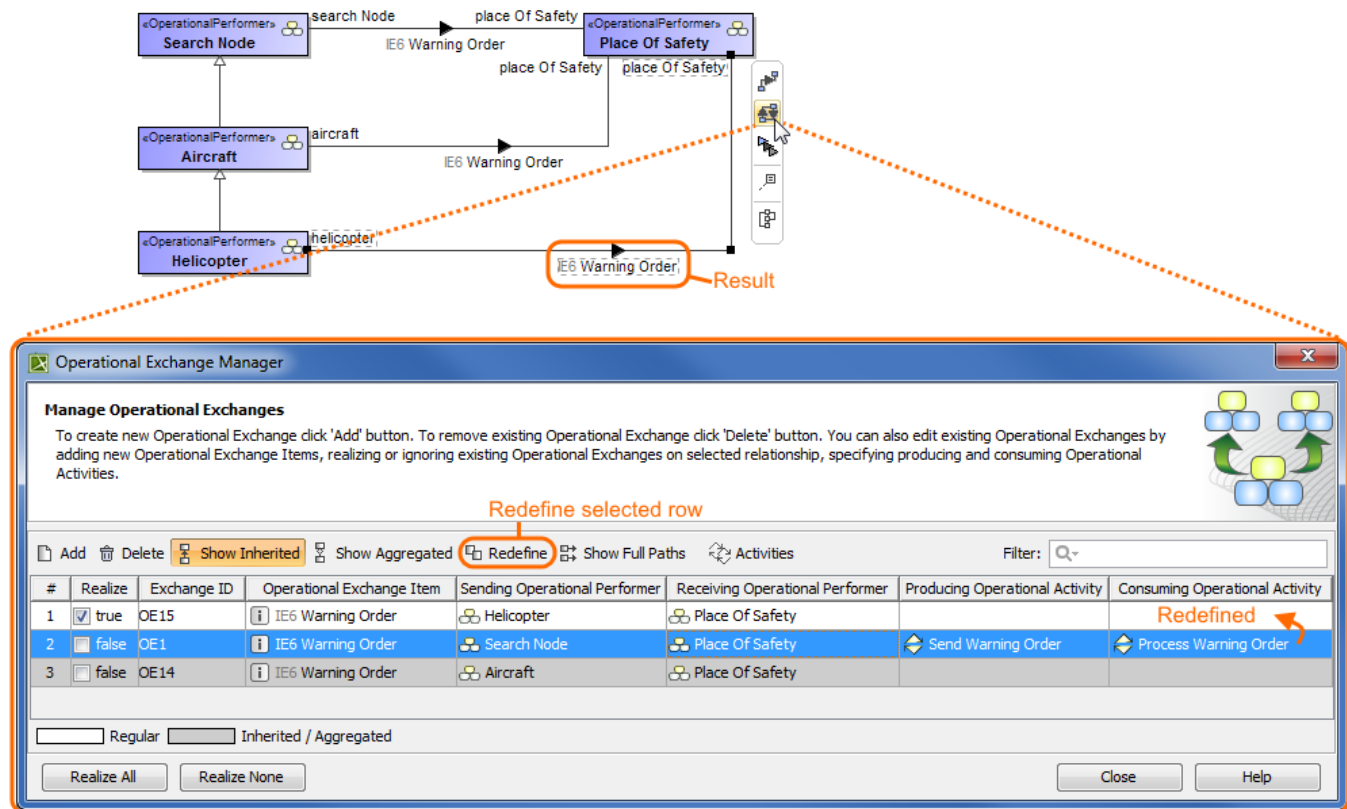 search Node
place Of Safety
«OperationalPerformer»
Search Node
«OperationalPerformer»
Place Of Safety
IE6 Warning Order
place Of Safety
place Of Safety
«OperationalPerformer»
Aircraft
aircraft
IE6 Warning Order
«OperationalPerformer»
Helicopter
helicopter
IE6 Warning Order
Result
Operational Exchange Manager
Manage Operational Exchanges
To create new Operational Exchange click 'Add' button. To remove existing Operational Exchange click 'Delete' button. You can also edit existing Operational Exchanges by
adding new Operational Exchange Items, realizing or ignoring existing Operational Exchanges on selected relationship, specifying producing and consuming Operational
Activities.
Redefine selected row
Add Delete Show Inherited Show Aggregated Redefine Show Full Paths Activities Filter:
# Realize Exchange ID Operational Exchange Item Sending Operational Performer Receiving Operational Performer Producing Operational Activity Consuming Operational Activity
1 true OE15 IE6 Warning Order Helicopter Place Of Safety Redefined
2 false OE1 IE6 Warning Order Search Node Place Of Safety Send Warning Order Process Warning Order
3 false OE14 IE6 Warning Order Aircraft Place Of Safety
Regular Inherited / Aggregated
Realize All Realize None Close Help